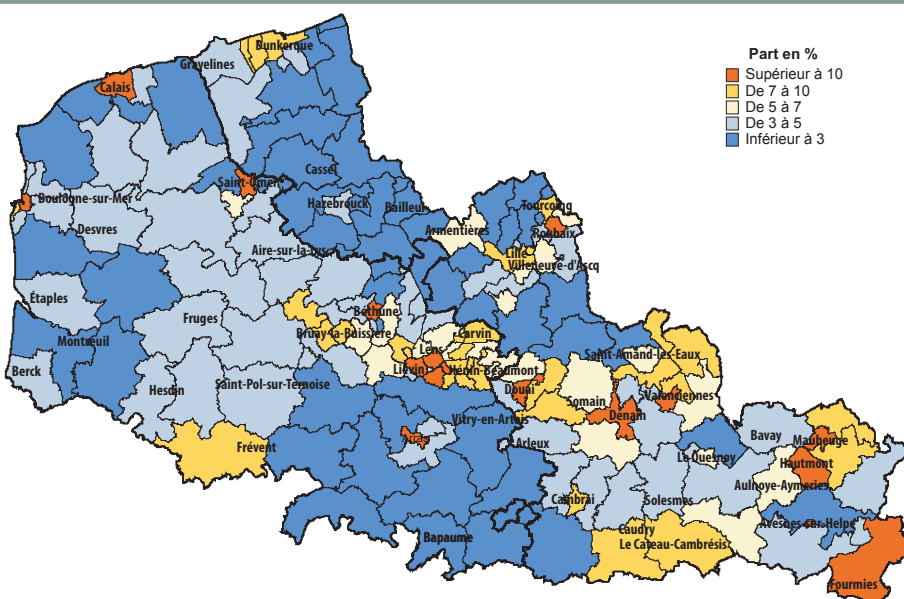 Part en %
Supérieur à 10
De 7 à 10
De 5 à 7
De 3 à 5
Inférieur à 3
Dunkerque
Gravelines
Calais
Cassel
Saint-Omer
Hazebrouck
Bailleul
Boulogne-sur-Mer
Desvres
Tourcoing
Armentières
Roubaix
Aire-sur-la-Lys
Lille
Villeneuve-d'Ascq
Étaples
Béthune
Fruges
Bruay-la-Buissière
Carvin
Montreuil
Lens
Saint-Amand-les-Eaux
Berck
Liévin
Hénin-Beaumont
Hesdin
Saint-Pol-sur-Ternoise
Douai
Valenciennes
Somain
Denain
Vitry-en-Artois
Arras
Arleux
Bavay
Maubeuge
Frévent
Le Quesnoy
Hautmont
Aulnoye-Aymeries
Cambrai
Solesmes
Avesnes-sur-Helpe
Caudry
Bapaume
Le Cateau-Cambrésis
Fourmies